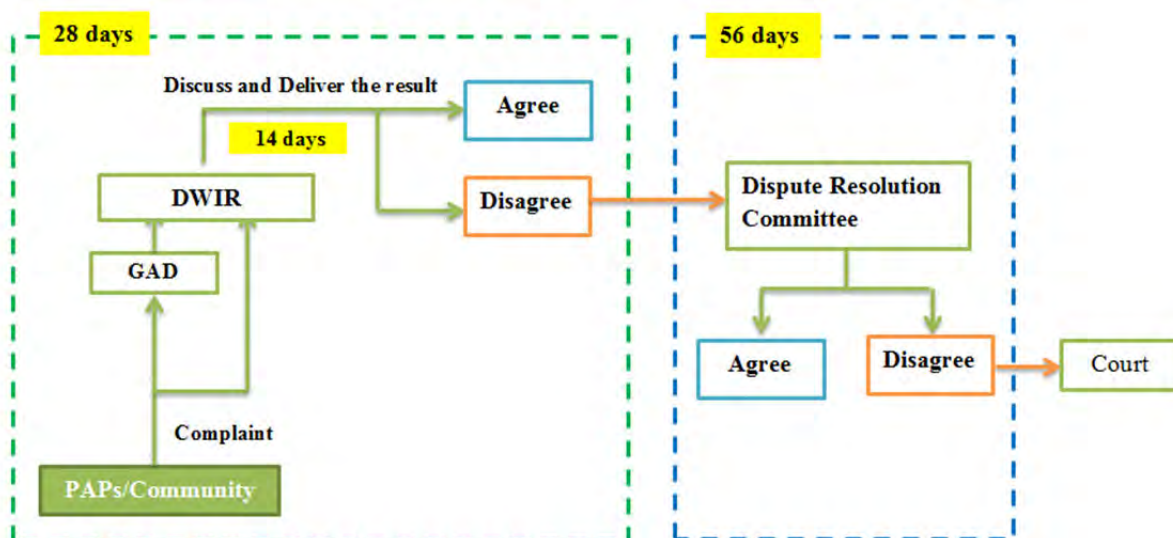 28 days
56 days
Discuss and Deliver the result
14 days
Agree
DWIR
Disagree
Dispute Resolution
Committee
GAD
Agree
Disagree
Court
Complaint
PAPs/Community